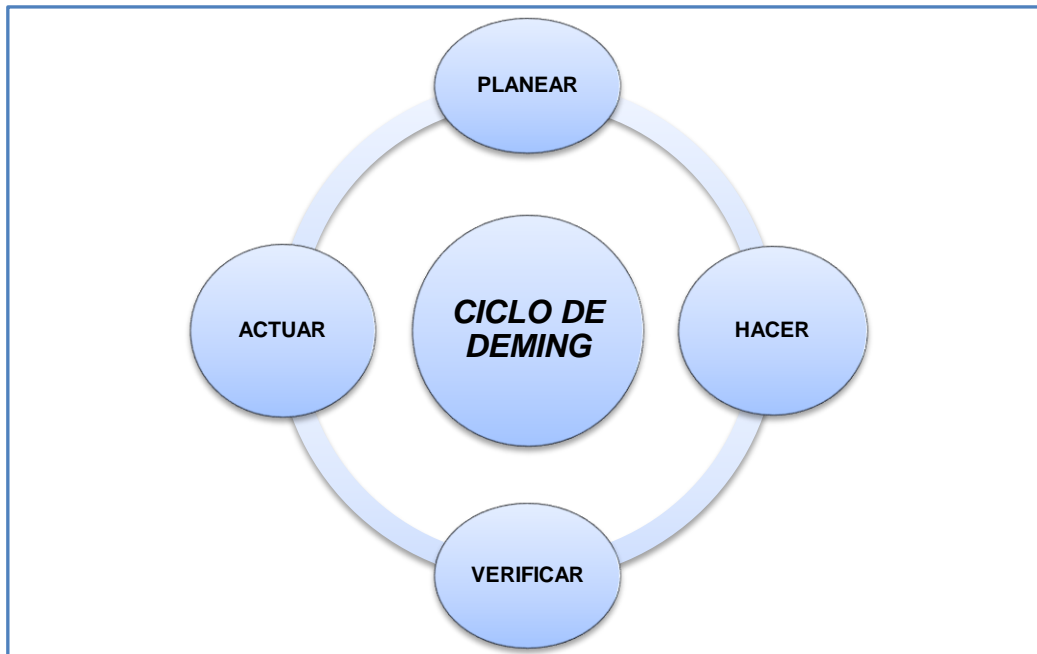 PLANEAR
ACTUAR
CICLO DE
DEMING
HACER
VERIFICAR